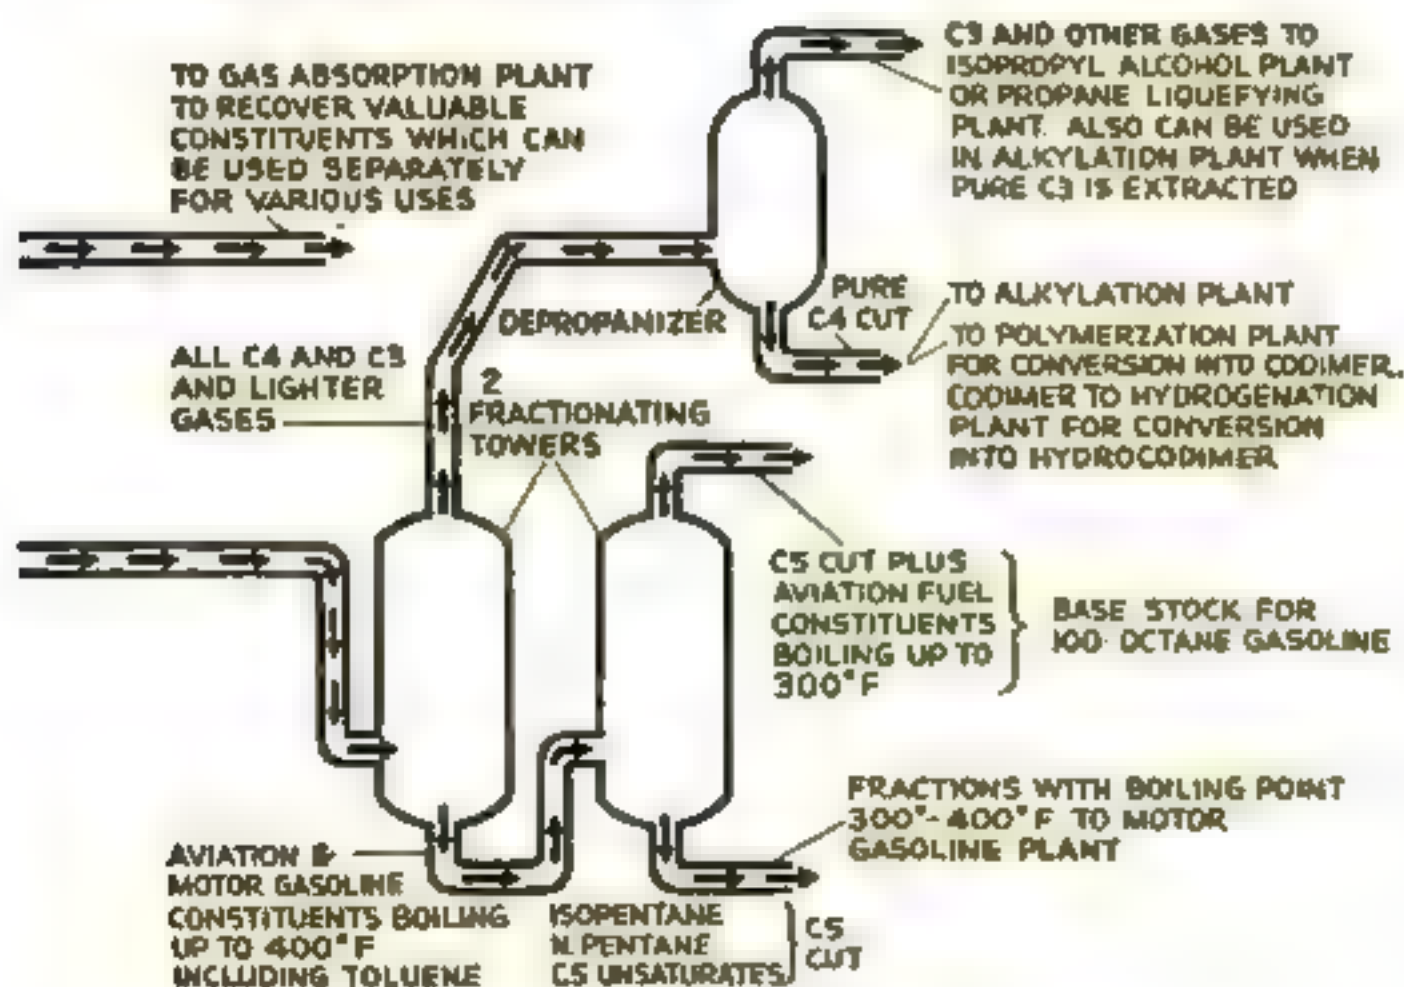 TO GAS ABSORPTION PLANT
TO RECOVER VALUABLE
CONSTITUENTS WHICH CAN
BE USED SEPARATELY
FOR VARIOUS USES
C3 AND OTHER GASES TO
ISOPROPYL ALCOHOL PLANT
OR PROPANE LIQUEFYING
PLANT. ALSO CAN BE USED
IN ALKYLATION PLANT WHEN
PURE C3 IS EXTRACTED
DEPROPANIZER
PURE
C4 CUT
TO ALKYLATION PLANT
TO POLYMERZATION PLANT
FOR CONVERSION INTO CODIMER.
CODIMER TO HYDROGENATION
PLANT FOR CONVERSION
INTO HYDROCODIMER
ALL C4 AND C3
AND LIGHTER
GASES
2
FRACTIONATING
TOWERS
C5 CUT PLUS
AVIATION FUEL
CONSTITUENTS
BOILING UP TO
300°F
BASE STOCK FOR
100-OCTANE GASOLINE
FRACTIONS WITH BOILING POINT
300°-400°F TO MOTOR
GASOLINE PLANT
AVIATION &
MOTOR GASOLINE
CONSTITUENTS BOILING
UP TO 400°F
INCLUDING TOLUENE
ISOPENTANE
N. PENTANE
C5 UNSATURATES
C5
CUT